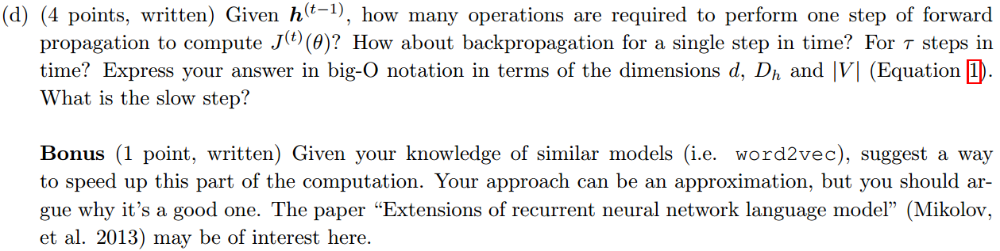 (d) (4 points, written) Given h^(t−1), how many operations are required to perform one step of forward
propagation to compute J^(t)(θ)? How about backpropagation for a single step in time? For τ steps in
time? Express your answer in big-O notation in terms of the dimensions d, D_h and |V| (Equation 1).
What is the slow step?
Bonus (1 point, written) Given your knowledge of similar models (i.e. word2vec), suggest a way
to speed up this part of the computation. Your approach can be an approximation, but you should ar-
gue why it's a good one. The paper “Extensions of recurrent neural network language model” (Mikolov,
et al. 2013) may be of interest here.